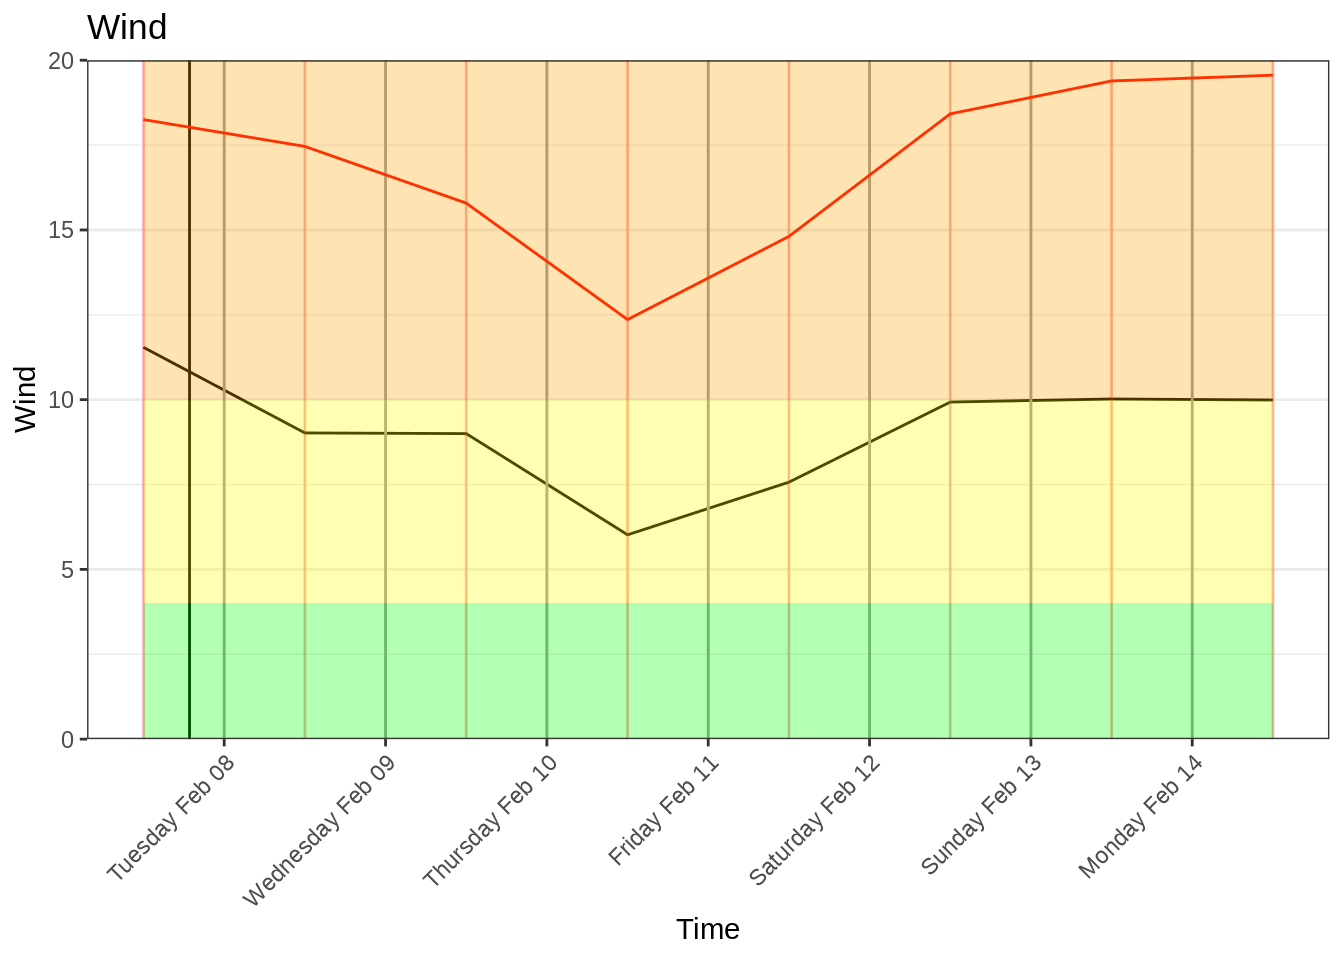 Wind
20
15
10
5
0
Wind
Tuesday Feb 08
Wednesday Feb 09
Thursday Feb 10
Friday Feb 11
Saturday Feb 12
Sunday Feb 13
Monday Feb 14
Time